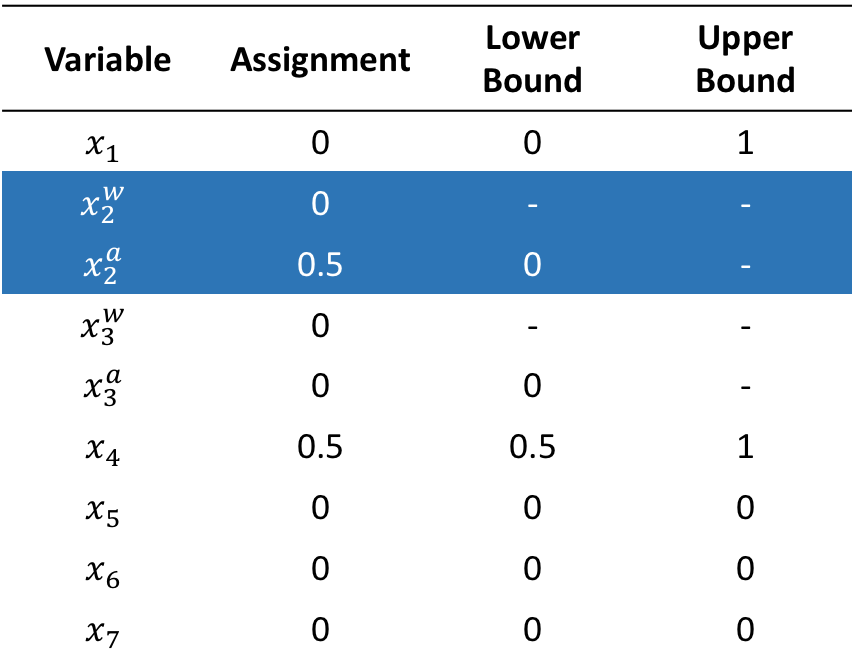 Variable Assignment Lower Bound Upper Bound
x₁ 0 0 1
x₂ʷ 0 - -
x₂ᵃ 0.5 0 -
x₃ʷ 0 - -
x₃ᵃ 0 0 -
x₄ 0.5 0.5 1
x₅ 0 0 0
x₆ 0 0 0
x₇ 0 0 0